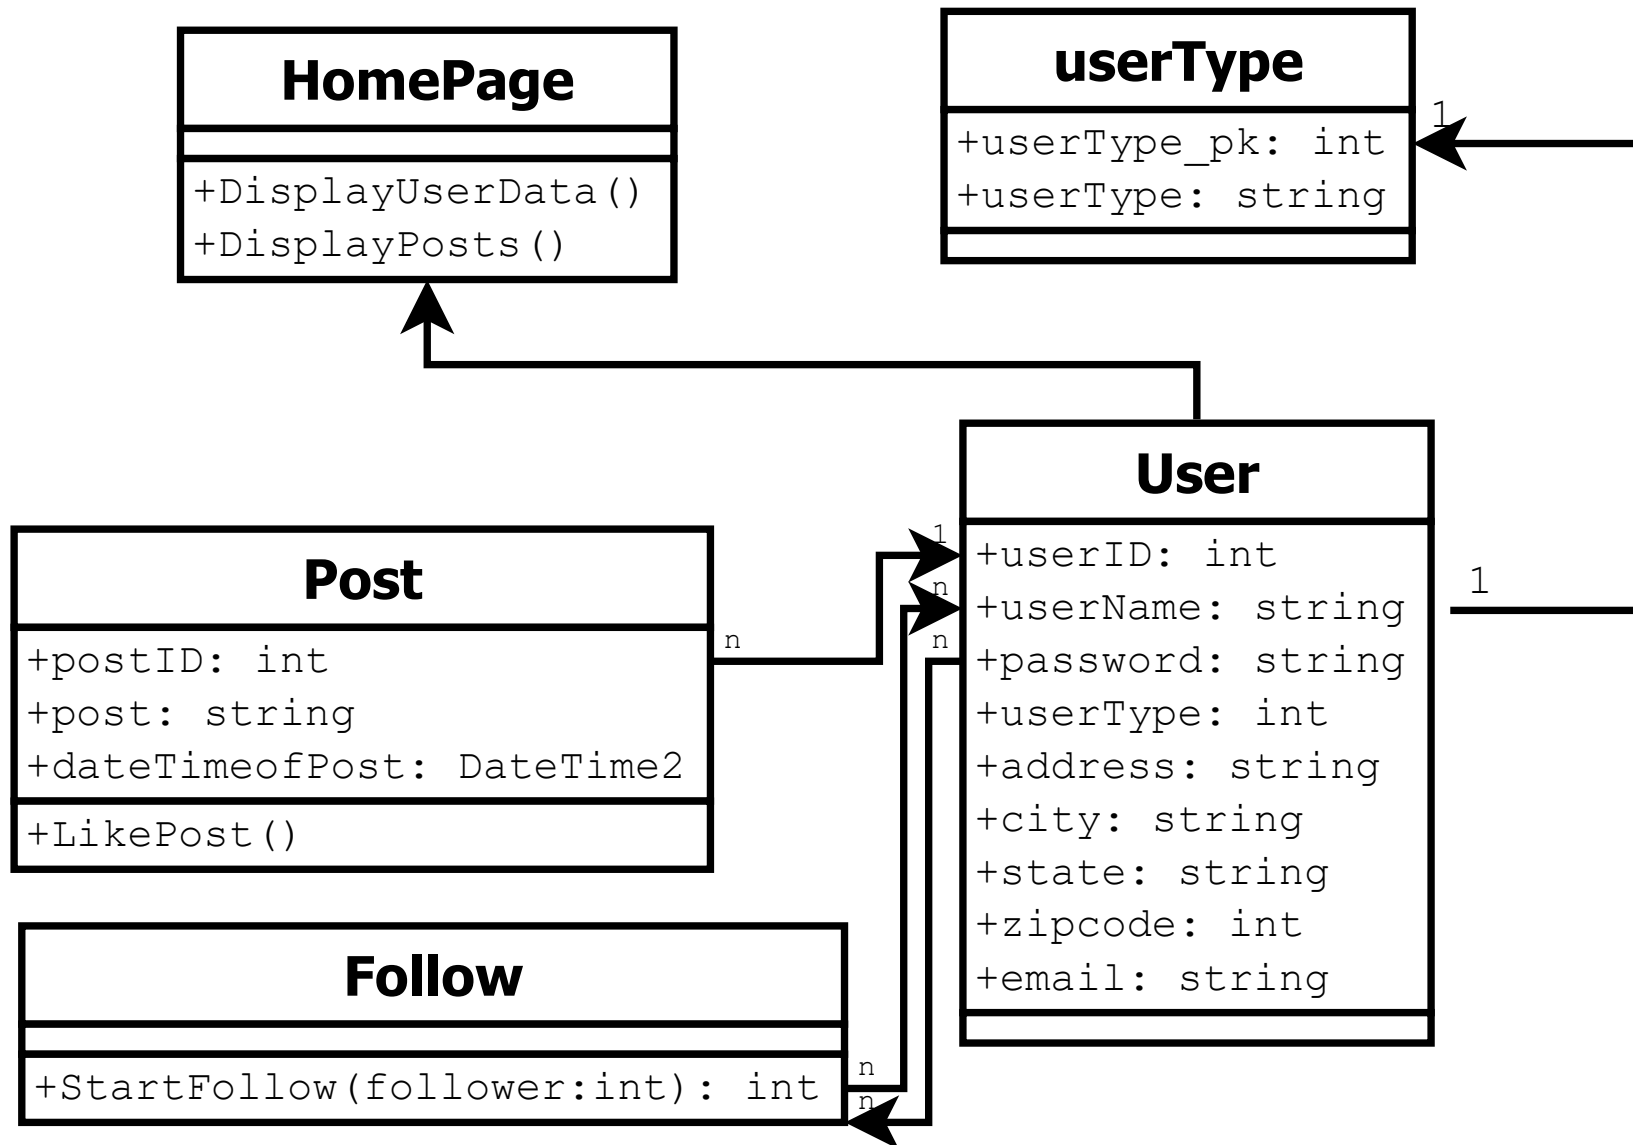 HomePage
+DisplayUserData()
+DisplayPosts()
userType
+userType_pk: int
+userType: string
1
User
+userID: int
+userName: string
+password: string
+userType: int
+address: string
+city: string
+state: string
+zipcode: int
+email: string
1
1
n
n
Post
+postID: int
+post: string
+dateTimeofPost: DateTime2
+LikePost()
n
Follow
+StartFollow(follower:int): int
n
n